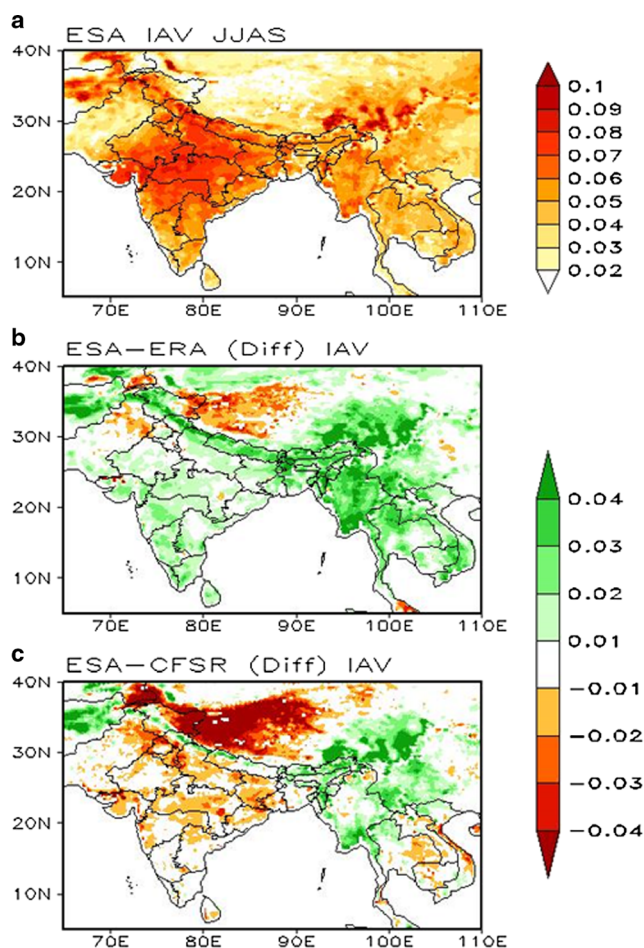 a
ESA IAV JJAS
40N
30N
20N
10N
70E 80E 90E 100E 110E
0.1
0.09
0.08
0.07
0.06
0.05
0.04
0.03
0.02
b
ESA−ERA (Diff) IAV
40N
30N
20N
10N
70E 80E 90E 100E 110E
c
ESA−CFSR (Diff) IAV
40N
30N
20N
10N
70E 80E 90E 100E 110E
0.04
0.03
0.02
0.01
−0.01
−0.02
−0.03
−0.04